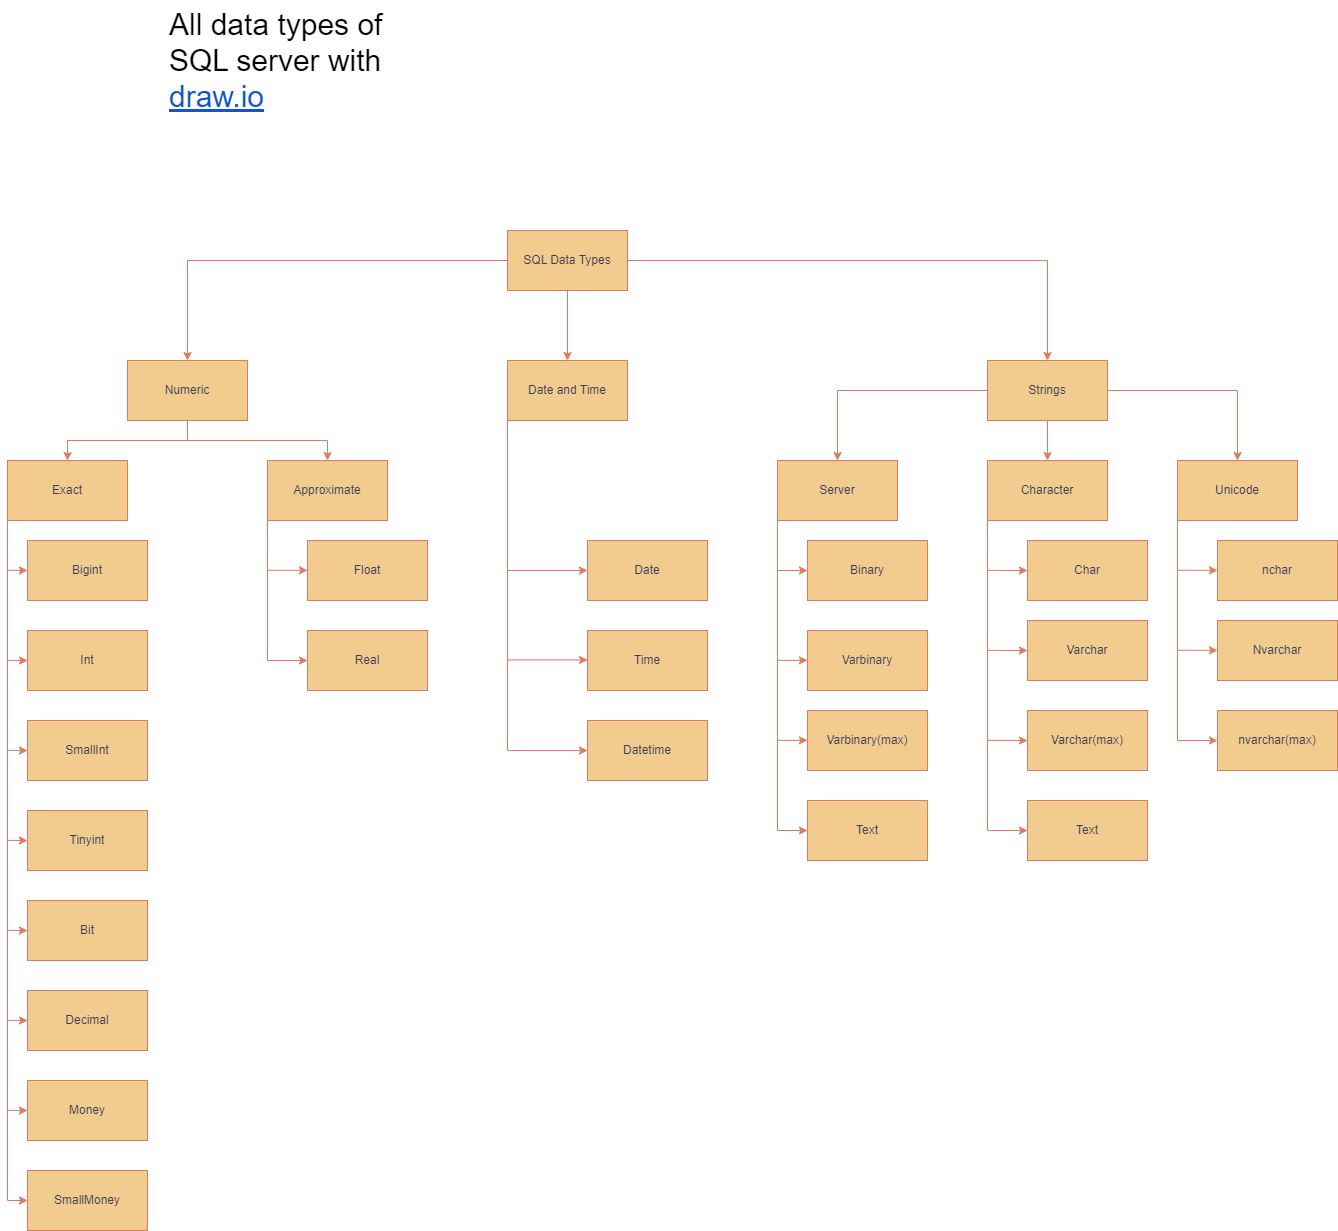 All data types of
SQL server with
draw.io
SQL Data Types
Numeric
Date and Time
Strings
Exact
Approximate
Server
Character
Unicode
Bigint
Float
Date
Binary
Char
nchar
Int
Real
Time
Varbinary
Varchar
Nvarchar
SmallInt
Datetime
Varbinary(max)
Varchar(max)
nvarchar(max)
Tinyint
Text
Text
Bit
Decimal
Money
SmallMoney